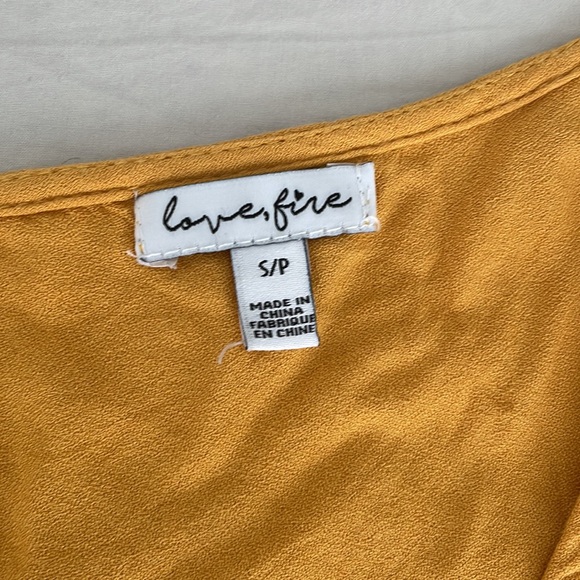 love, fire
S/P
MADE IN
CHINA
FABRIQUE
EN CHINE